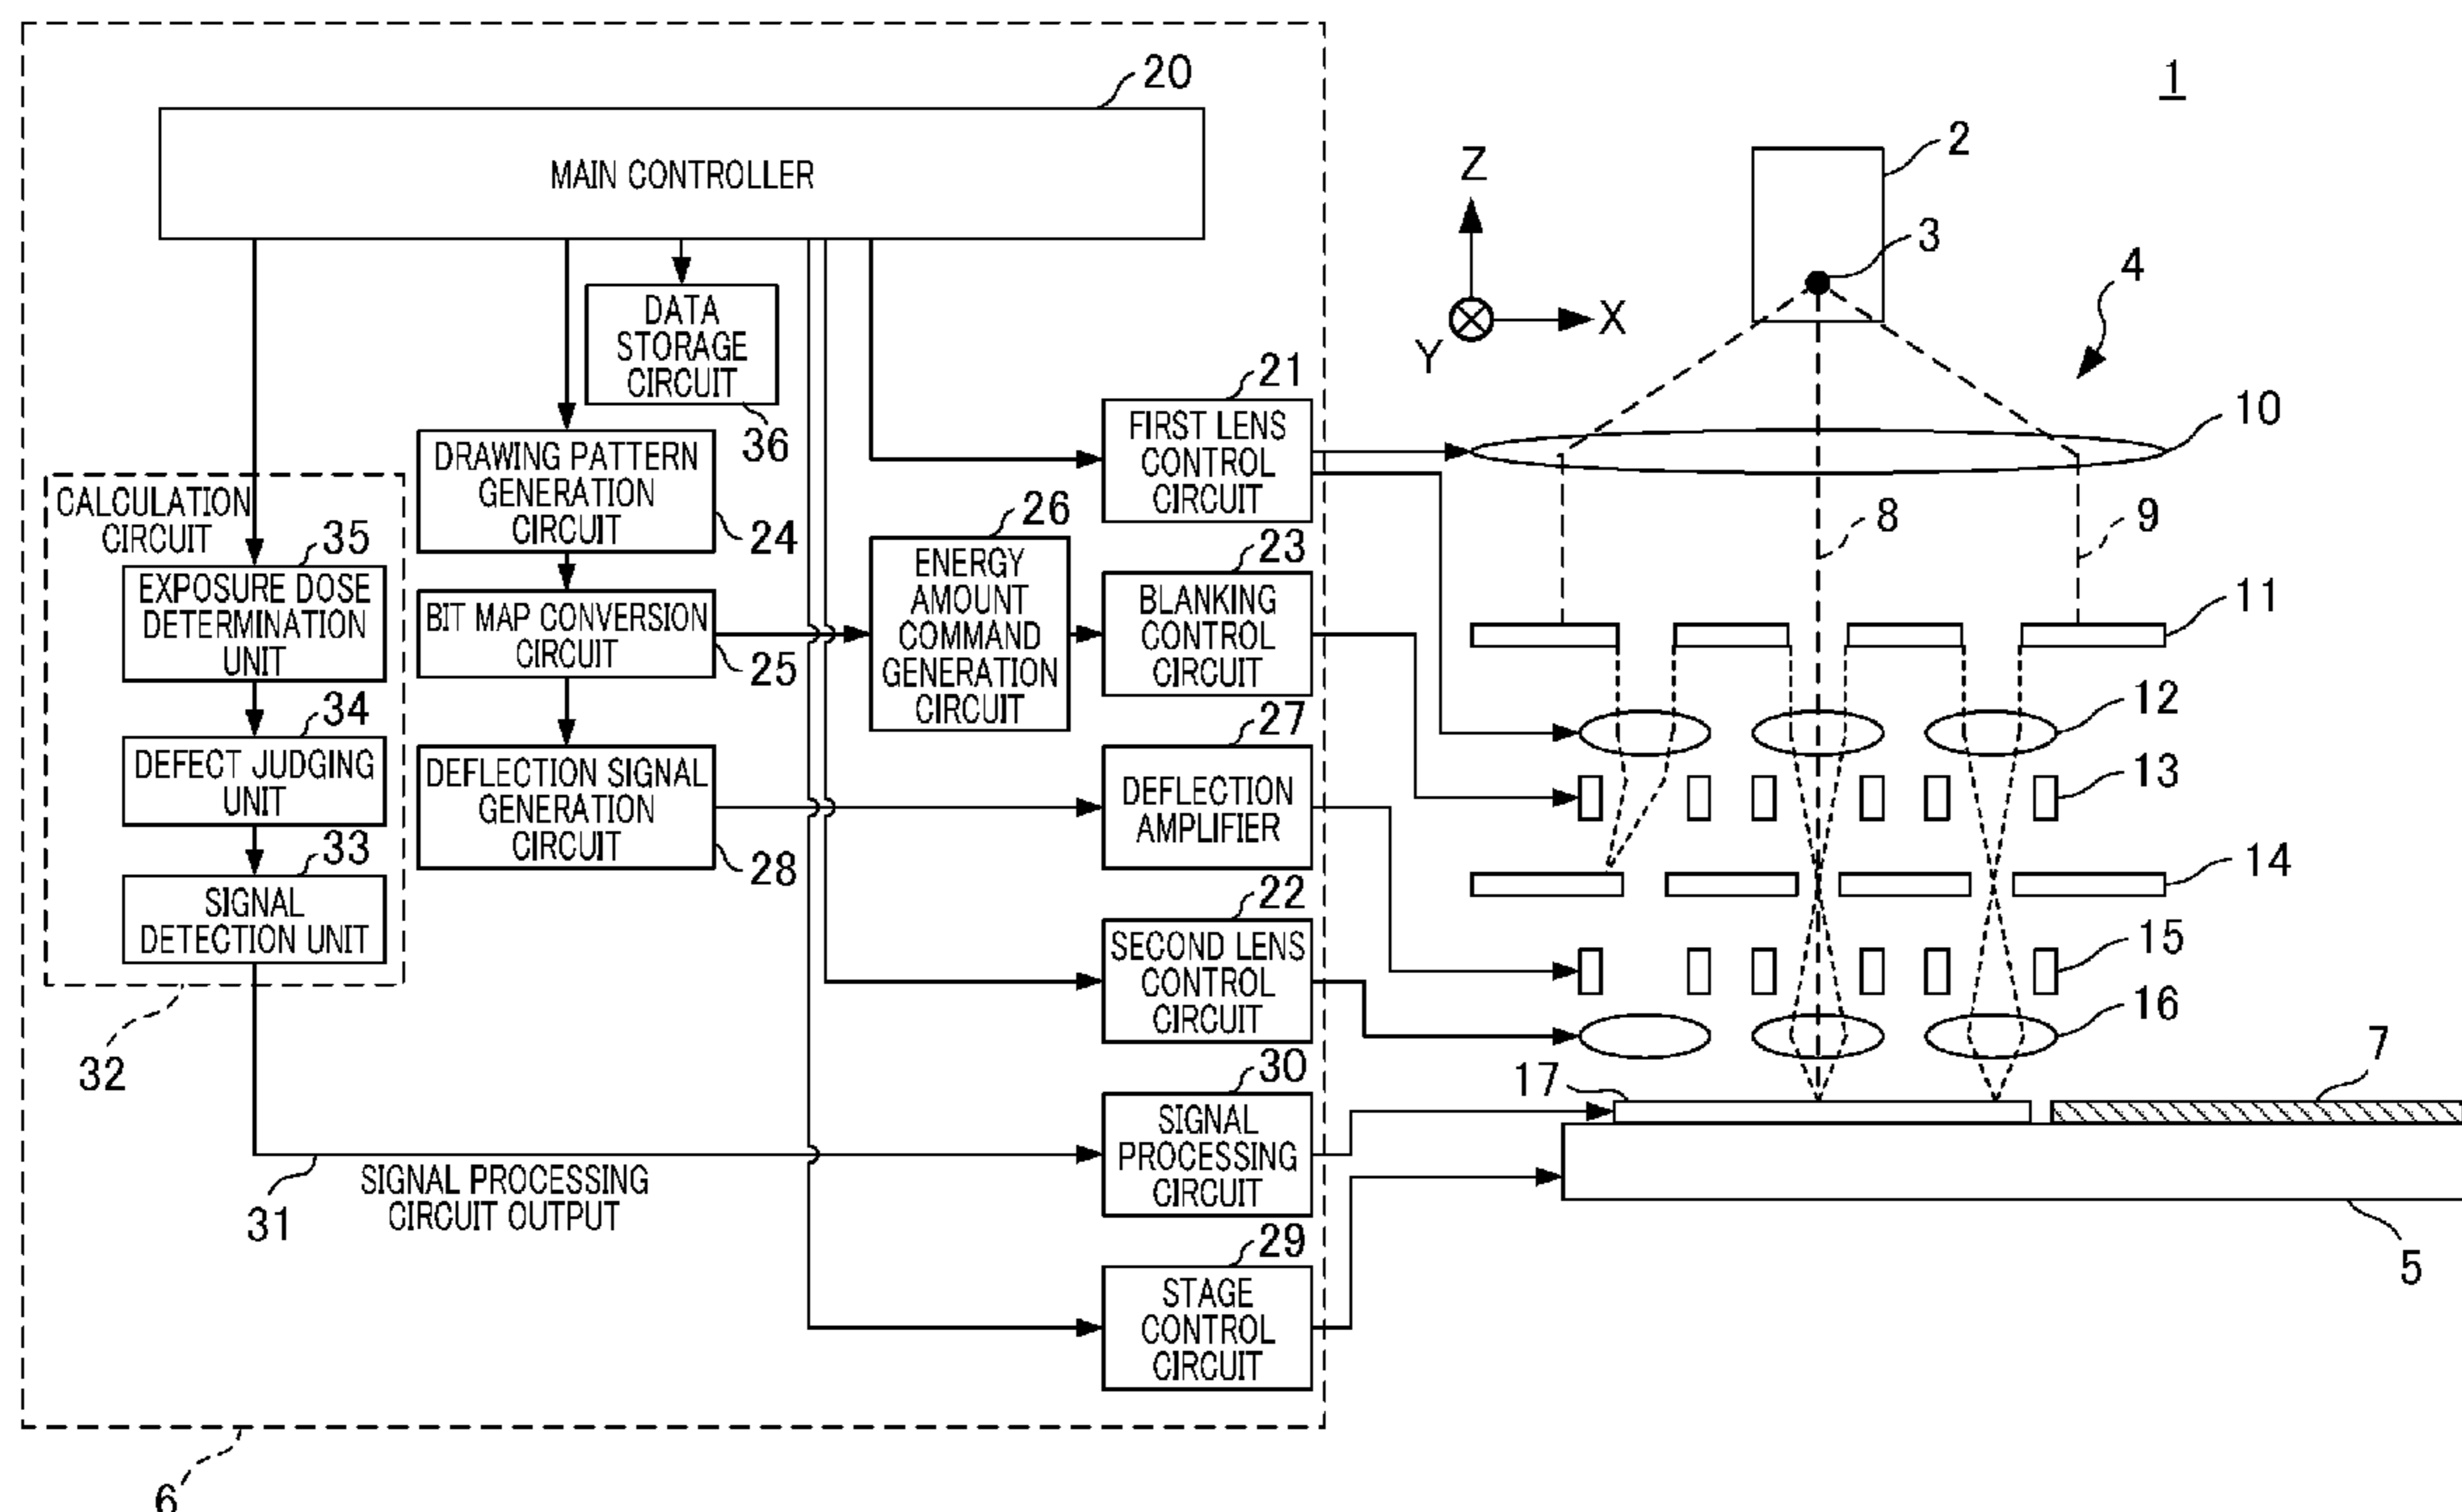 1
20
MAIN CONTROLLER
2
Z
3
4
X
Y
DATA
STORAGE
CIRCUIT
36
21
FIRST LENS
CONTROL
CIRCUIT
10
DRAWING PATTERN
GENERATION
CIRCUIT
24
CALCULATION
CIRCUIT
35
EXPOSURE DOSE
DETERMINATION
UNIT
26
ENERGY
AMOUNT
COMMAND
GENERATION
CIRCUIT
23
BLANKING
CONTROL
CIRCUIT
8
9
11
BIT MAP CONVERSION
CIRCUIT
25
34
DEFECT JUDGING
UNIT
DEFLECTION SIGNAL
GENERATION
CIRCUIT
28
27
DEFLECTION
AMPLIFIER
12
13
33
SIGNAL
DETECTION UNIT
32
14
22
SECOND LENS
CONTROL
CIRCUIT
15
16
30
SIGNAL
PROCESSING
CIRCUIT
17
7
31
SIGNAL PROCESSING
CIRCUIT OUTPUT
29
STAGE
CONTROL
CIRCUIT
5
6